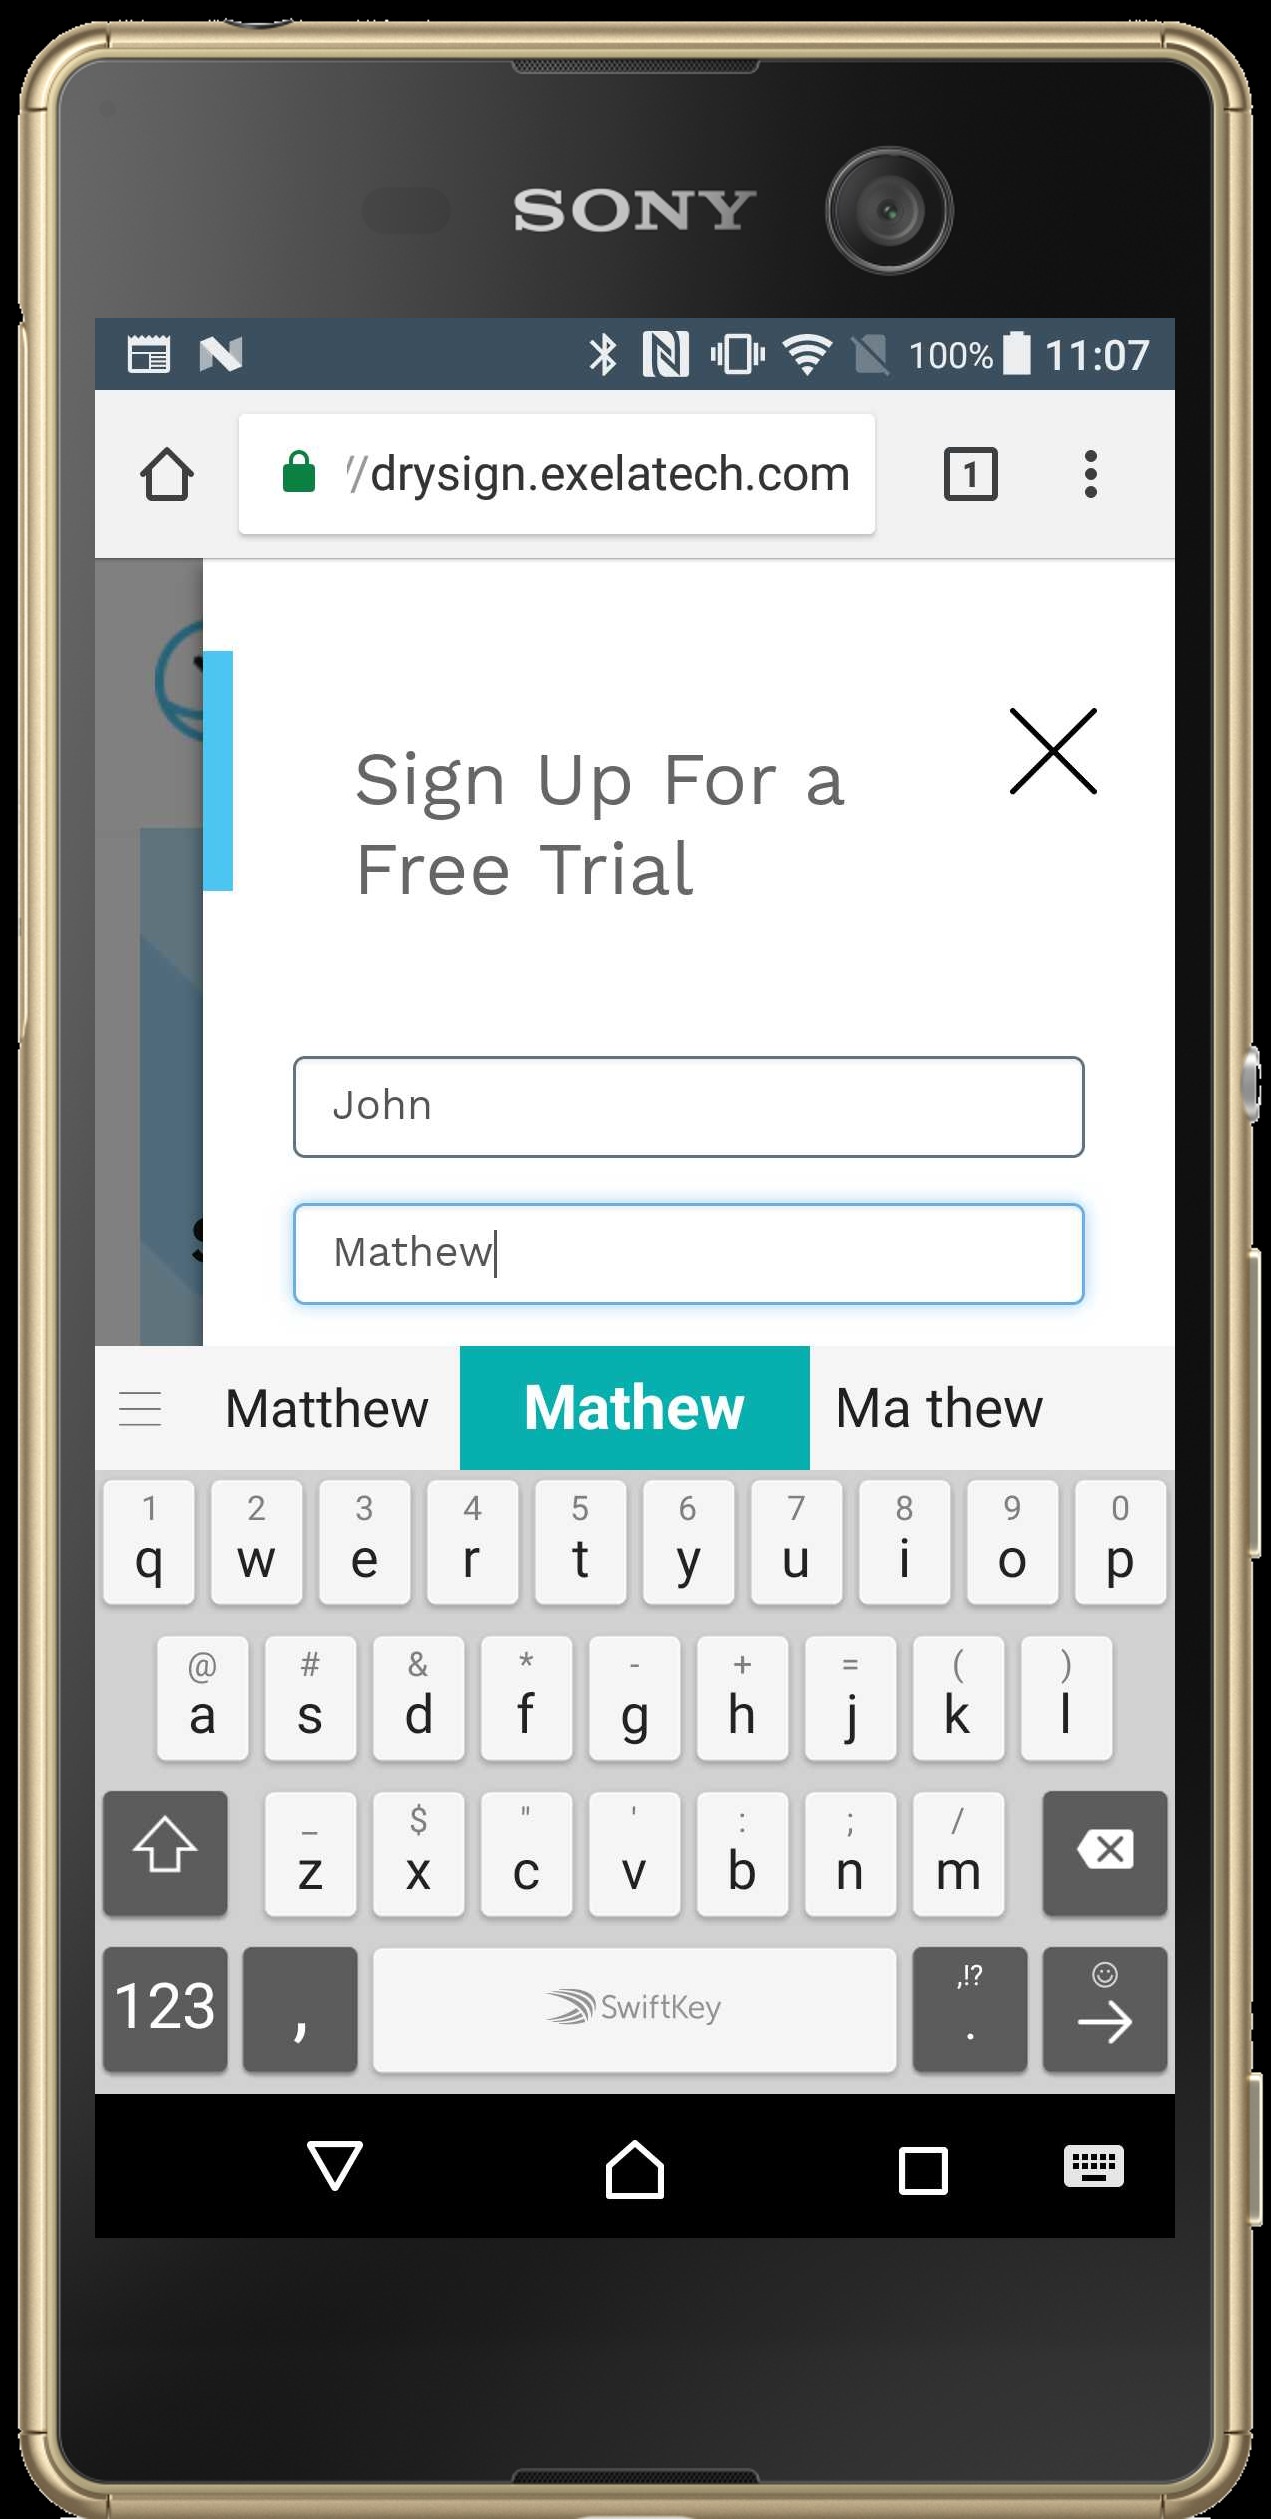 SONY
100% 11:07
//drysign.exelatech.com
1
Sign Up For a
Free Trial
John
Mathew
Matthew Mathew Ma thew
1 2 3 4 5 6 7 8 9 0
q w e r t y u i o p
@ # & * - + = ( )
a s d f g h j k l
_ $ " ' : ; /
z x c v b n m
,!?
123 , SwiftKey .